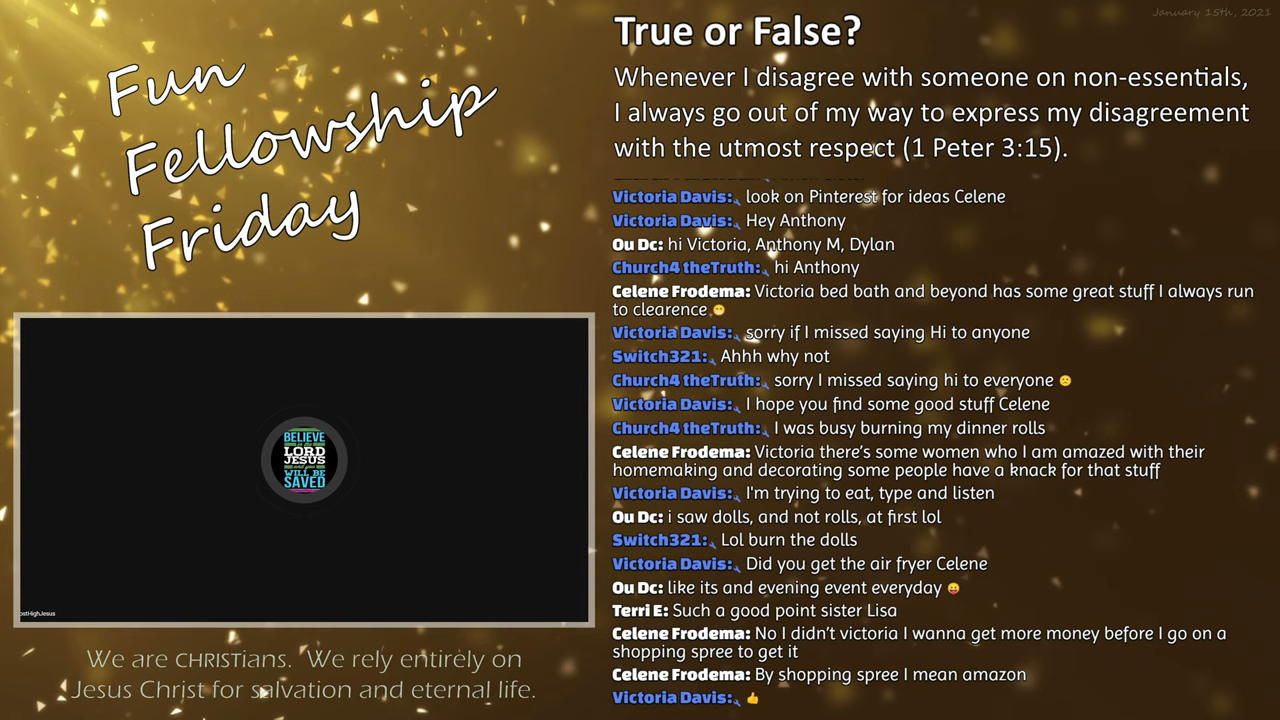 January 15th, 2021
Fun
Fellowship
Friday
True or False?
Whenever I disagree with someone on non-essentials,
I always go out of my way to express my disagreement
with the utmost respect (1 Peter 3:15).
Victoria Davis: look on Pinterest for ideas Celene
Victoria Davis: Hey Anthony
Ou Dc: hi Victoria, Anthony M, Dylan
Church4 theTruth: hi Anthony
Celene Frodema: Victoria bed bath and beyond has some great stuff I always run
to clearence 😁
Victoria Davis: sorry if I missed saying Hi to anyone
Switch321: Ahhh why not
Church4 theTruth: sorry I missed saying hi to everyone 🙁
Victoria Davis: I hope you find some good stuff Celene
Church4 theTruth: I was busy burning my dinner rolls
Celene Frodema: Victoria there's some women who I am amazed with their
homemaking and decorating some people have a knack for that stuff
Victoria Davis: I'm trying to eat, type and listen
Ou Dc: i saw dolls, and not rolls, at first lol
Switch321: Lol burn the dolls
Victoria Davis: Did you get the air fryer Celene
Ou Dc: like its and evening event everyday 😛
Terri E: Such a good point sister Lisa
Celene Frodema: No I didn't victoria I wanna get more money before I go on a
shopping spree to get it
Celene Frodema: By shopping spree I mean amazon
Victoria Davis: 👍
BELIEVE
in the
LORD
JESUS
and you
WILL BE
SAVED
ostHighJesus
We are CHRISTians. We rely entirely on
Jesus Christ for salvation and eternal life.